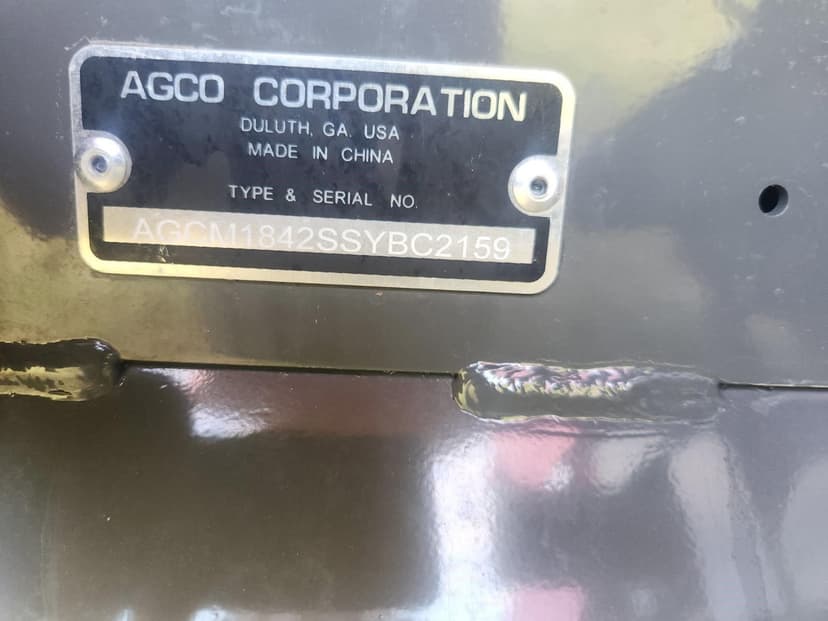 AGCO CORPORATION
DULUTH, GA. USA
MADE IN CHINA
TYPE & SERIAL NO.
AGCM1842SSYBC2159